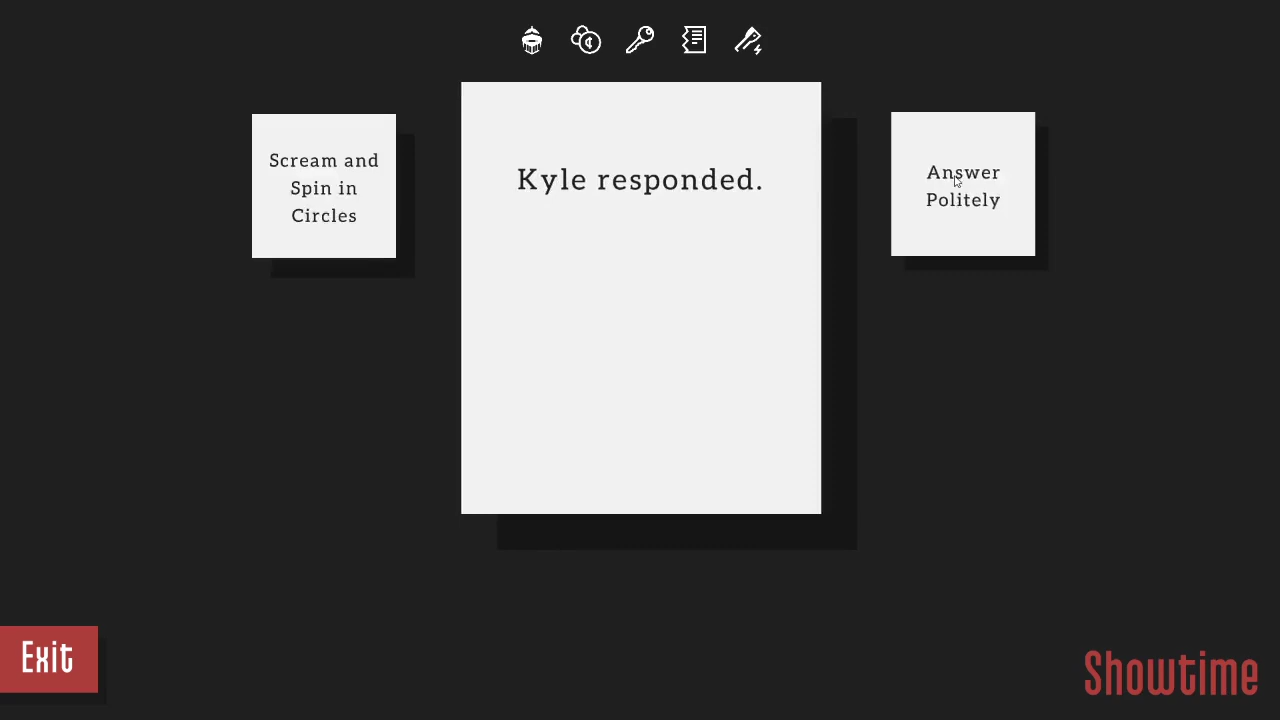 Scream and
Spin in
Circles
Kyle responded.
Answer
Politely
Exit
Showtime